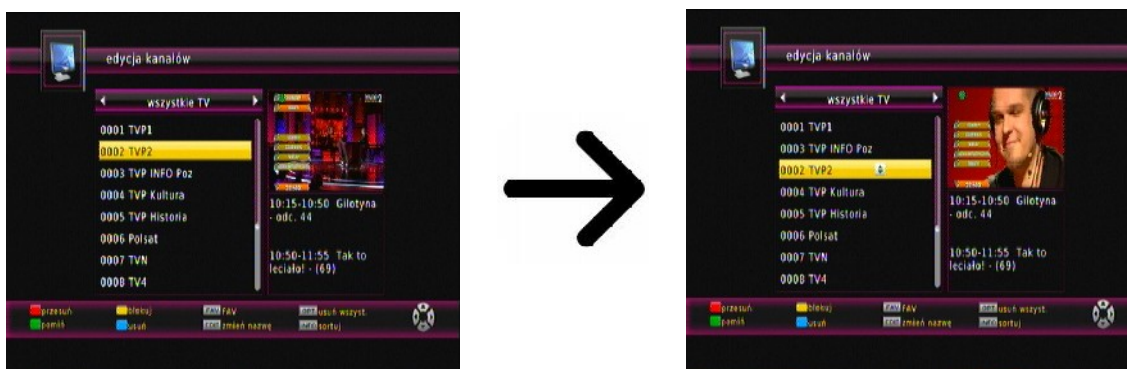 edycja kanałów
wszystkie TV
0001 TVP1
0002 TVP2
0003 TVP INFO Poz
0004 TVP Kultura
0005 TVP Historia
0006 Polsat
0007 TVN
0008 TV4
10:15-10:50 Gilotyna
- odc. 44
10:50-11:55 Tak to
leciało! - (69)
przesuń blokuj FAV FAV usuń wszyst.
pomiń usuń zmień nazwę sortuj
edycja kanałów
wszystkie TV
0001 TVP1
0003 TVP INFO Poz
0002 TVP2
0004 TVP Kultura
0005 TVP Historia
0006 Polsat
0007 TVN
0008 TV4
10:15-10:50 Gilotyna
- odc. 44
10:50-11:55 Tak to
leciało! - (69)
przesuń blokuj FAV FAV usuń wszyst.
pomiń usuń zmień nazwę sortuj